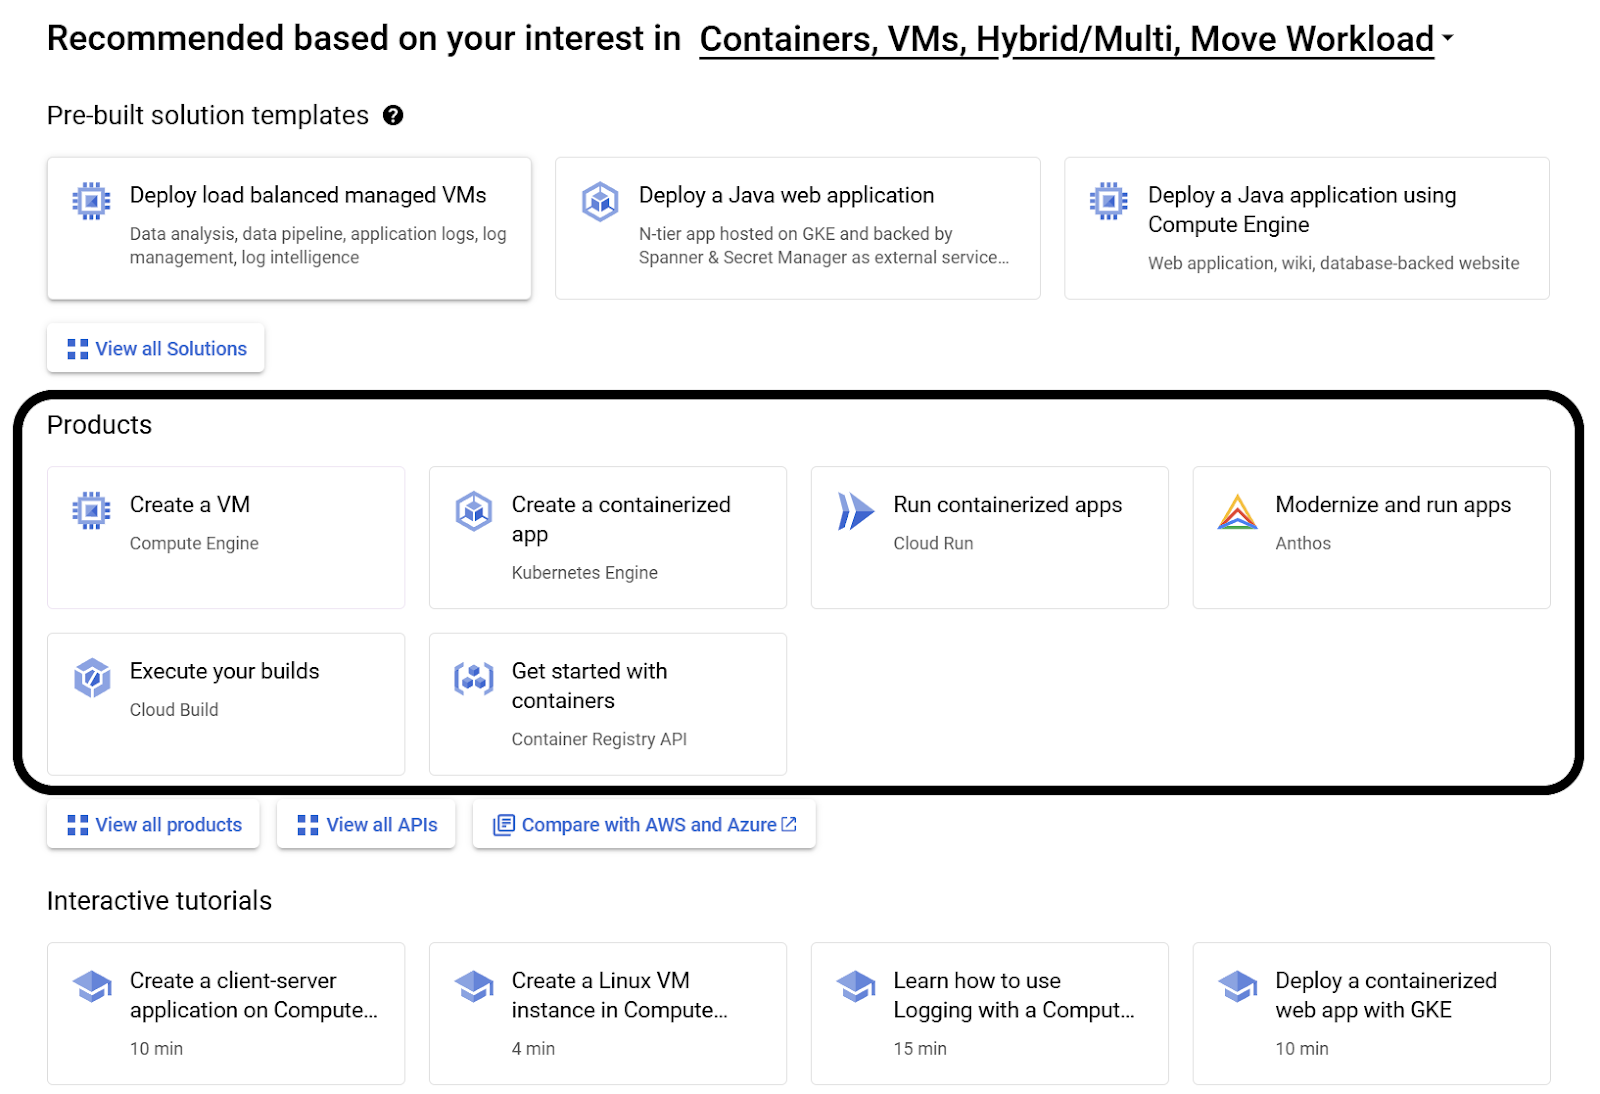 Recommended based on your interest in Containers, VMs, Hybrid/Multi, Move Workload
Pre-built solution templates ?
Deploy load balanced managed VMs
Data analysis, data pipeline, application logs, log
management, log intelligence
Deploy a Java web application
N-tier app hosted on GKE and backed by
Spanner & Secret Manager as external service...
Deploy a Java application using
Compute Engine
Web application, wiki, database-backed website
View all Solutions
Products
Create a VM
Compute Engine
Create a containerized
app
Kubernetes Engine
Run containerized apps
Cloud Run
Modernize and run apps
Anthos
Execute your builds
Cloud Build
Get started with
containers
Container Registry API
View all products
View all APIs
Compare with AWS and Azure
Interactive tutorials
Create a client-server
application on Compute...
10 min
Create a Linux VM
instance in Compute...
4 min
Learn how to use
Logging with a Comput...
15 min
Deploy a containerized
web app with GKE
10 min